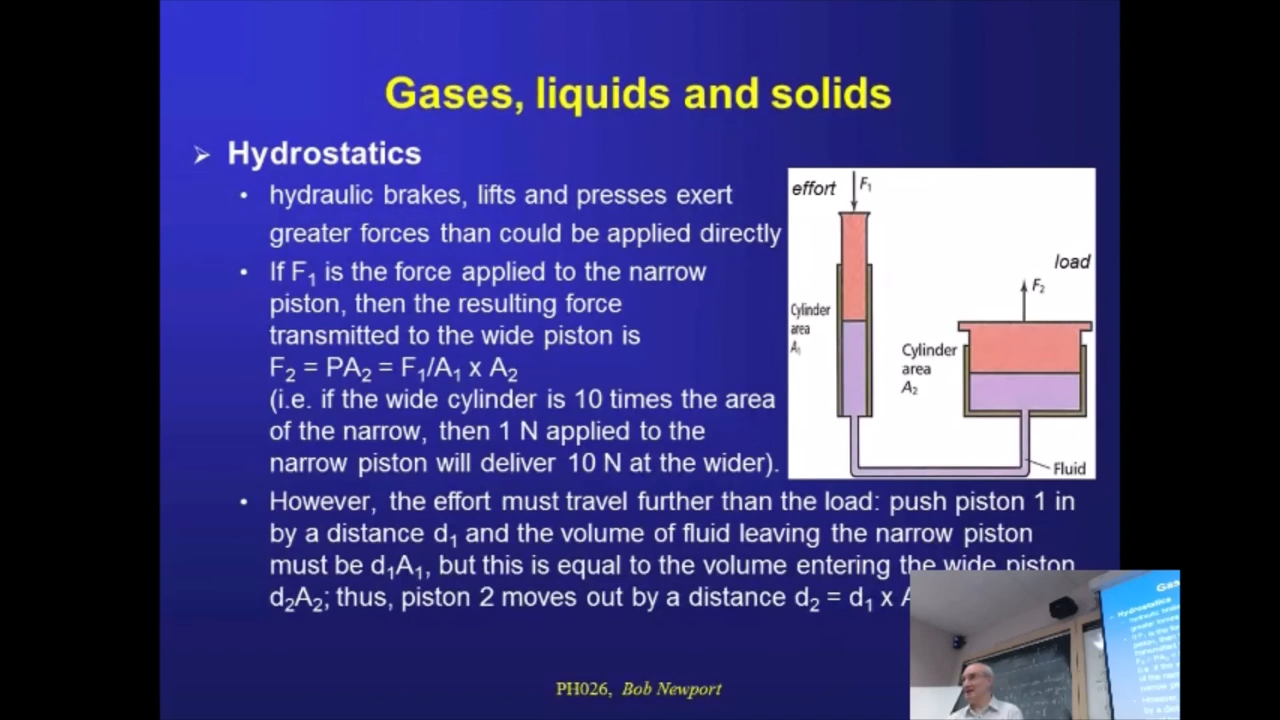 Gases, liquids and solids
➢ Hydrostatics
• hydraulic brakes, lifts and presses exert
greater forces than could be applied directly
• If F₁ is the force applied to the narrow
piston, then the resulting force
transmitted to the wide piston is
F₂ = PA₂ = F₁/A₁ x A₂
(i.e. if the wide cylinder is 10 times the area
of the narrow, then 1 N applied to the
narrow piston will deliver 10 N at the wider).
effort
F₁
load
F₂
Cylinder
area
A₁
Cylinder
area
A₂
Fluid
• However, the effort must travel further than the load: push piston 1 in
by a distance d₁ and the volume of fluid leaving the narrow piston
must be d₁A₁, but this is equal to the volume entering the wide piston
d₂A₂; thus, piston 2 moves out by a distance d₂ = d₁ x
PH026, Bob Newport
Hydrostatics